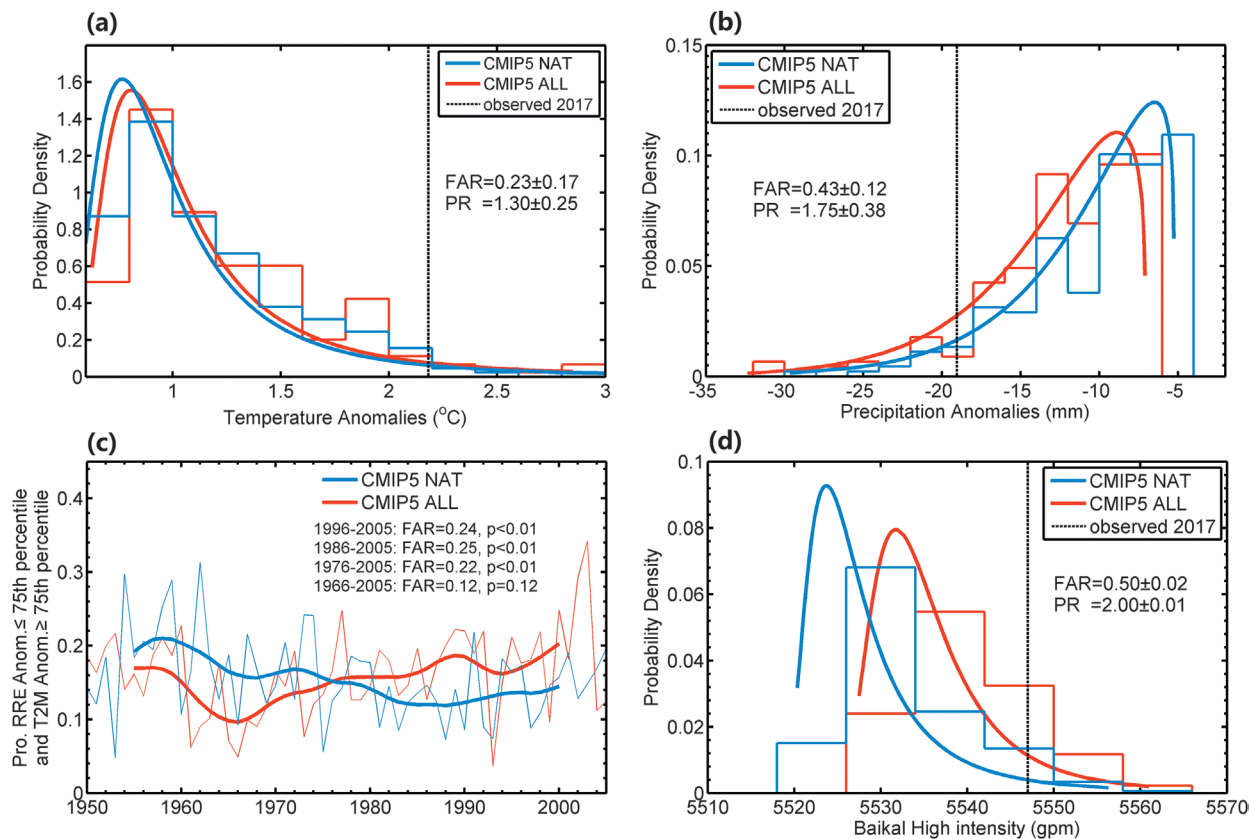 (a)
CMIP5 NAT
CMIP5 ALL
observed 2017
FAR=0.23±0.17
PR =1.30±0.25
Probability Density
1.8
1.6
1.4
1.2
1
0.8
0.6
0.4
0.2
0
1
1.5
2
2.5
3
Temperature Anomalies (°C)
(b)
CMIP5 NAT
CMIP5 ALL
observed 2017
FAR=0.43±0.12
PR =1.75±0.38
Probability Density
0.15
0.1
0.05
0
-35
-30
-25
-20
-15
-10
-5
Precipitation Anomalies (mm)
(c)
CMIP5 NAT
CMIP5 ALL
1996-2005: FAR=0.24, p<0.01
1986-2005: FAR=0.25, p<0.01
1976-2005: FAR=0.22, p<0.01
1966-2005: FAR=0.12, p=0.12
Pro. RRE Anom.≤ 75th percentile
and T2M Anom.≥ 75th percentile
0.4
0.3
0.2
0.1
0
1950
1960
1970
1980
1990
2000
(d)
CMIP5 NAT
CMIP5 ALL
observed 2017
FAR=0.50±0.02
PR =2.00±0.01
Probability Density
0.1
0.08
0.06
0.04
0.02
0
5510
5520
5530
5540
5550
5560
5570
Baikal High intensity (gpm)